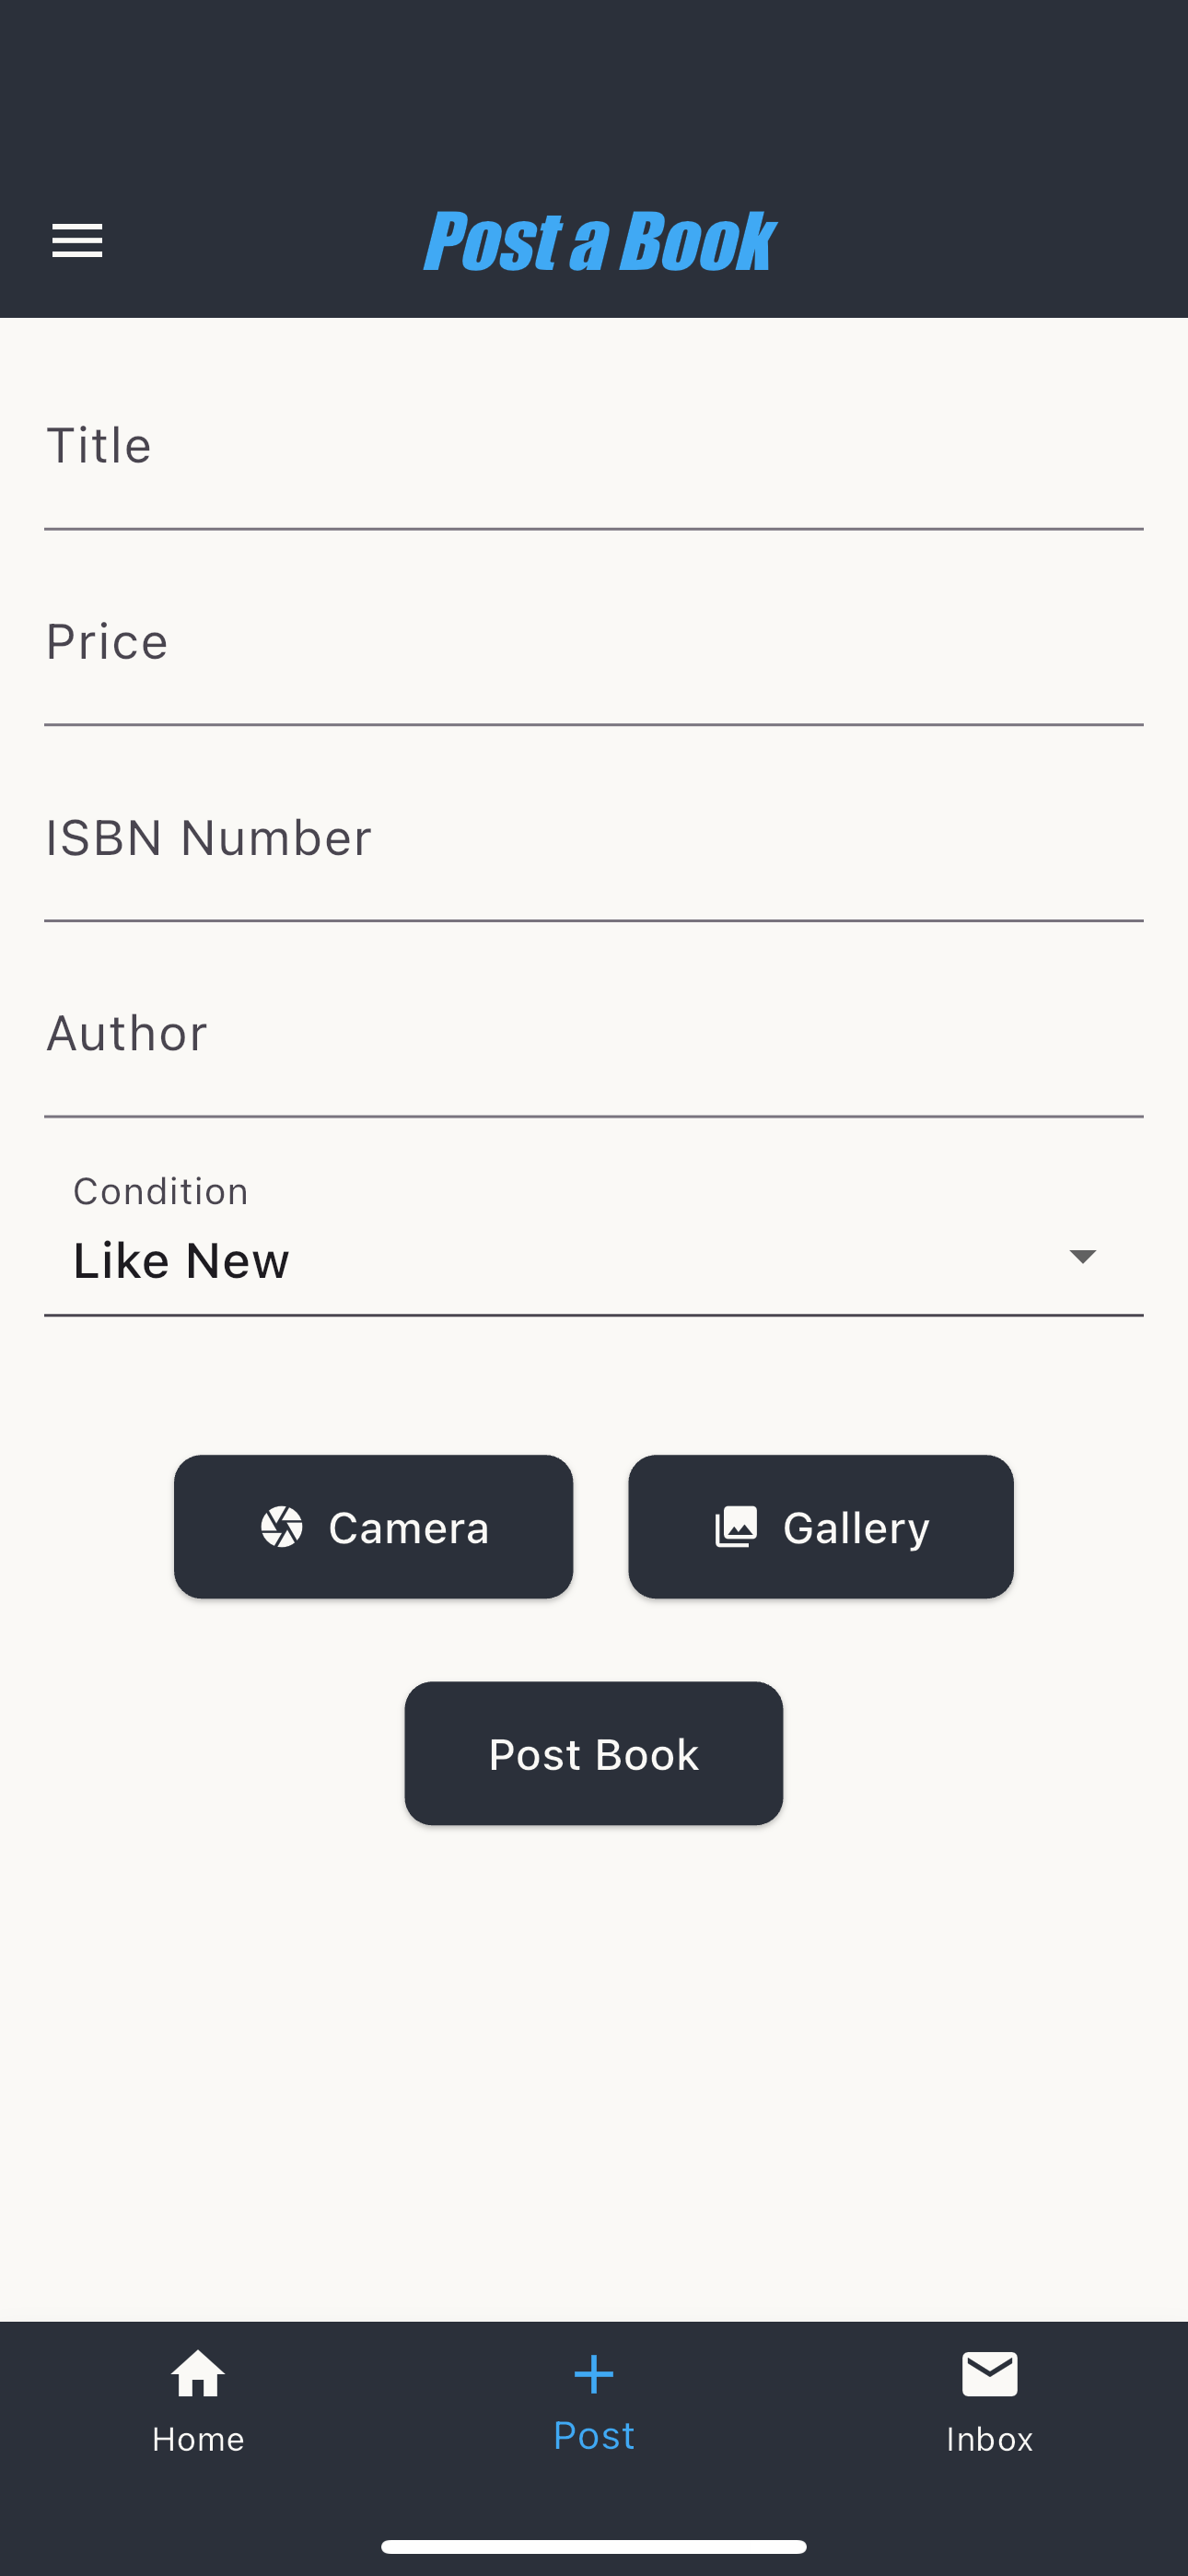 Post a Book
Title
Price
ISBN Number
Author
Condition
Like New
Camera Gallery
Post Book
Home Post Inbox